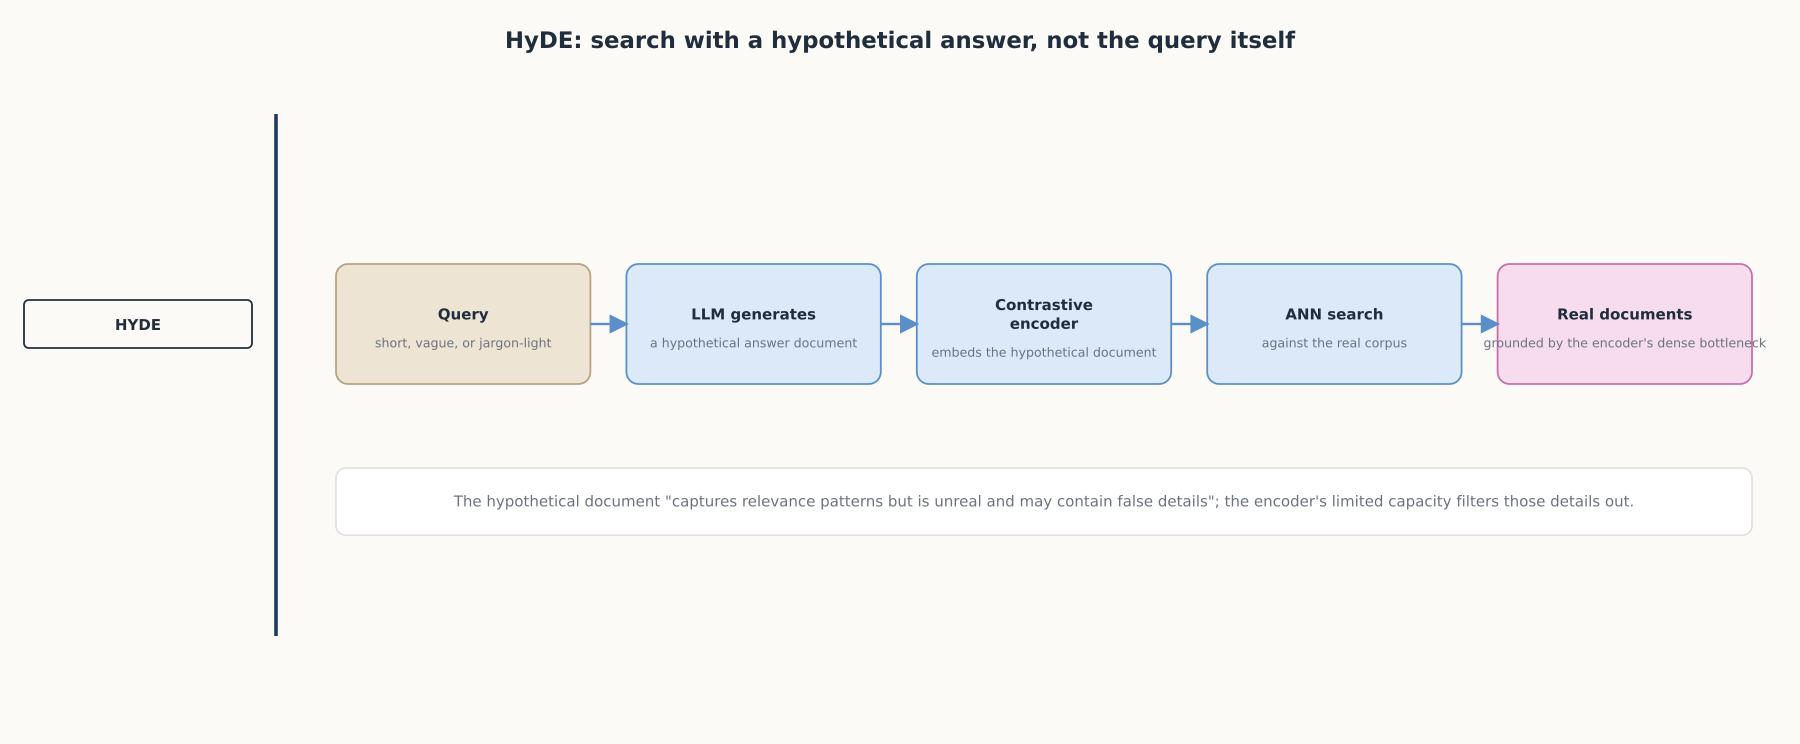 HyDE: search with a hypothetical answer, not the query itself
HYDE
Query
short, vague, or jargon-light
LLM generates
a hypothetical answer document
Contrastive
encoder
embeds the hypothetical document
ANN search
against the real corpus
Real documents
grounded by the encoder's dense bottleneck
The hypothetical document "captures relevance patterns but is unreal and may contain false details"; the encoder's limited capacity filters those details out.